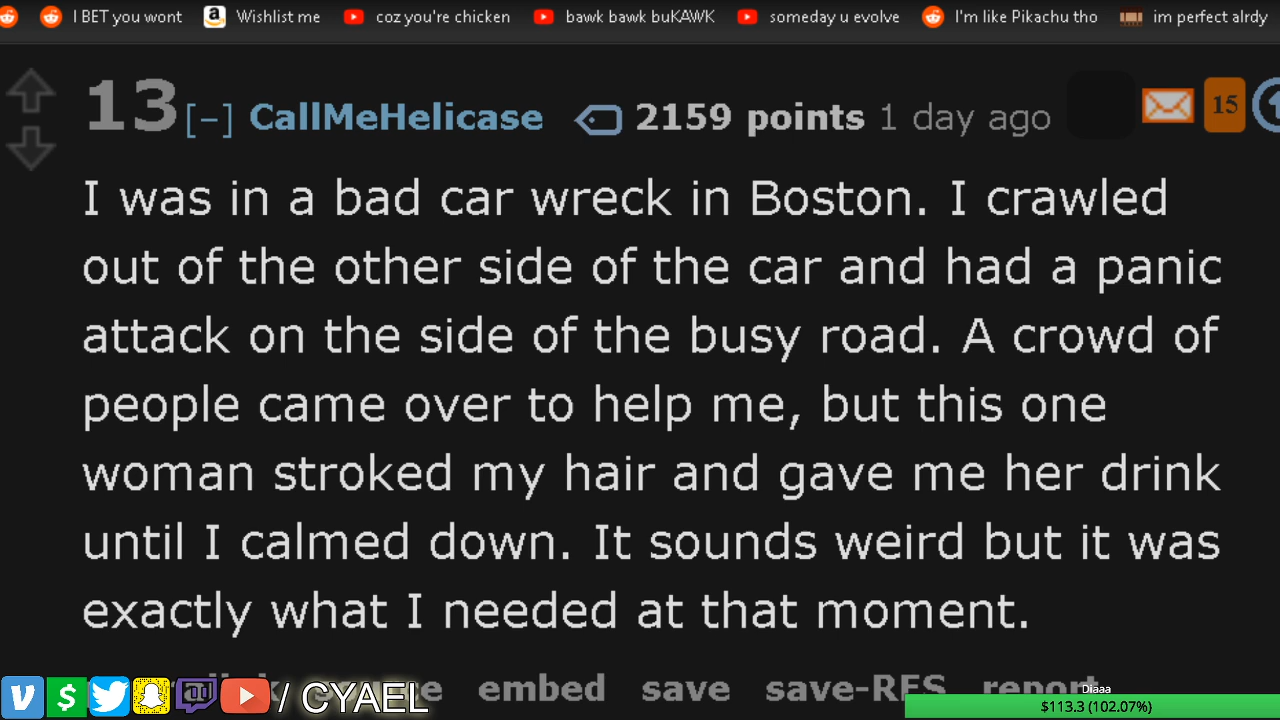 I BET you wont Wishlist me coz you're chicken bawk bawk buKAWK someday u evolve I'm like Pikachu tho im perfect alrdy
13 [–] CallMeHelicase 2159 points 1 day ago 15
I was in a bad car wreck in Boston. I crawled
out of the other side of the car and had a panic
attack on the side of the busy road. A crowd of
people came over to help me, but this one
woman stroked my hair and gave me her drink
until I calmed down. It sounds weird but it was
exactly what I needed at that moment.
embed save save-RES report
/ CYAEL
Diaaa
$113.3 (102.07%)